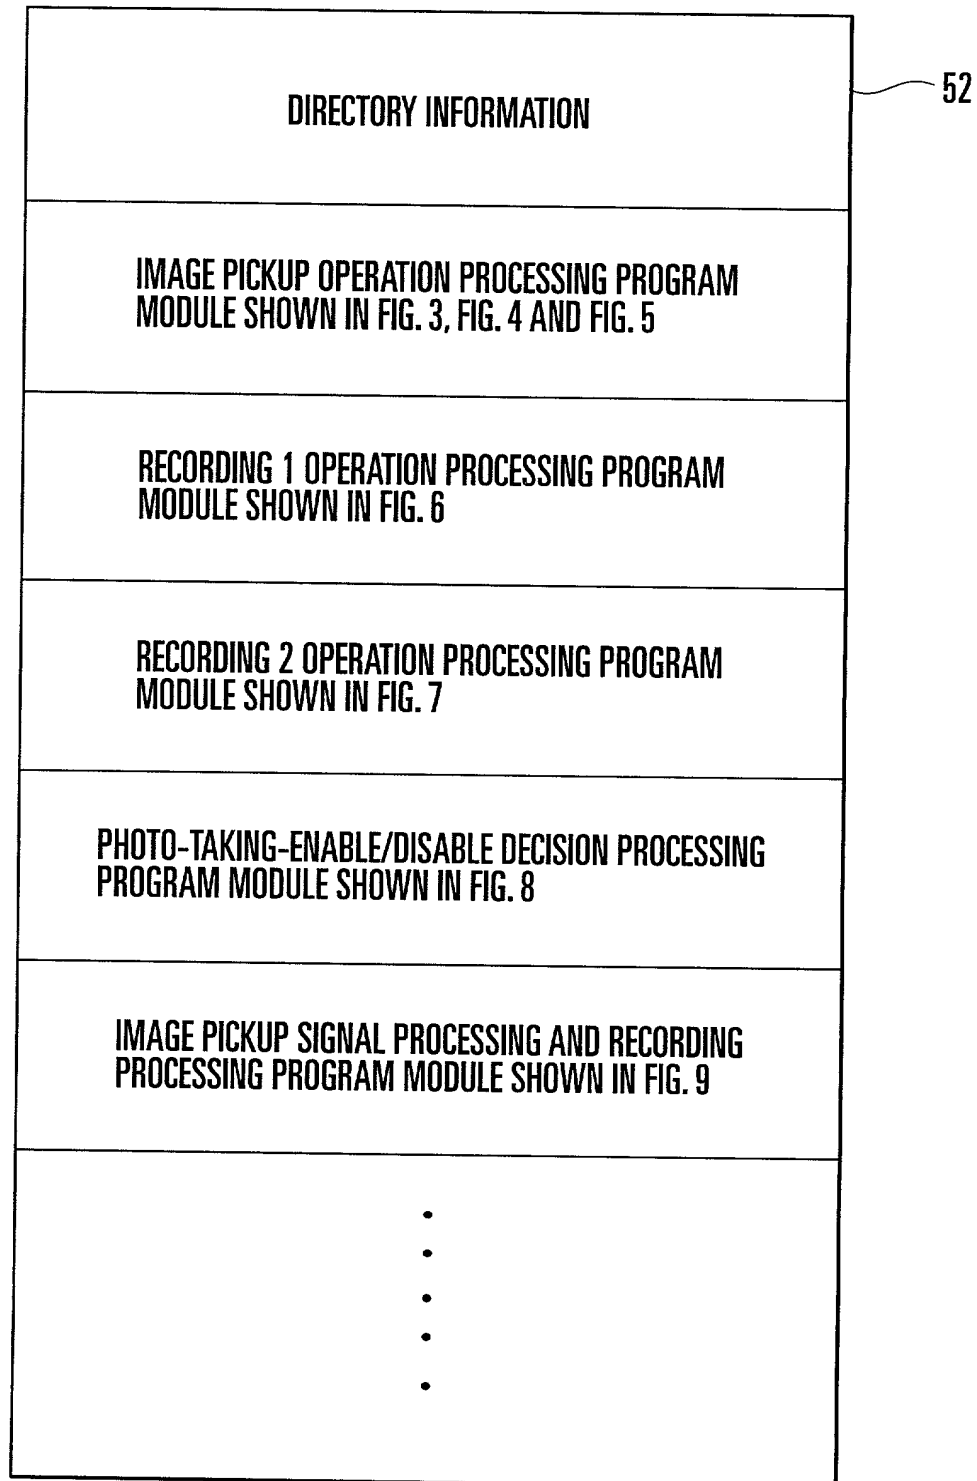 52
DIRECTORY INFORMATION
IMAGE PICKUP OPERATION PROCESSING PROGRAM
MODULE SHOWN IN FIG. 3, FIG. 4 AND FIG. 5
RECORDING 1 OPERATION PROCESSING PROGRAM
MODULE SHOWN IN FIG. 6
RECORDING 2 OPERATION PROCESSING PROGRAM
MODULE SHOWN IN FIG. 7
PHOTO-TAKING-ENABLE/DISABLE DECISION PROCESSING
PROGRAM MODULE SHOWN IN FIG. 8
IMAGE PICKUP SIGNAL PROCESSING AND RECORDING
PROCESSING PROGRAM MODULE SHOWN IN FIG. 9